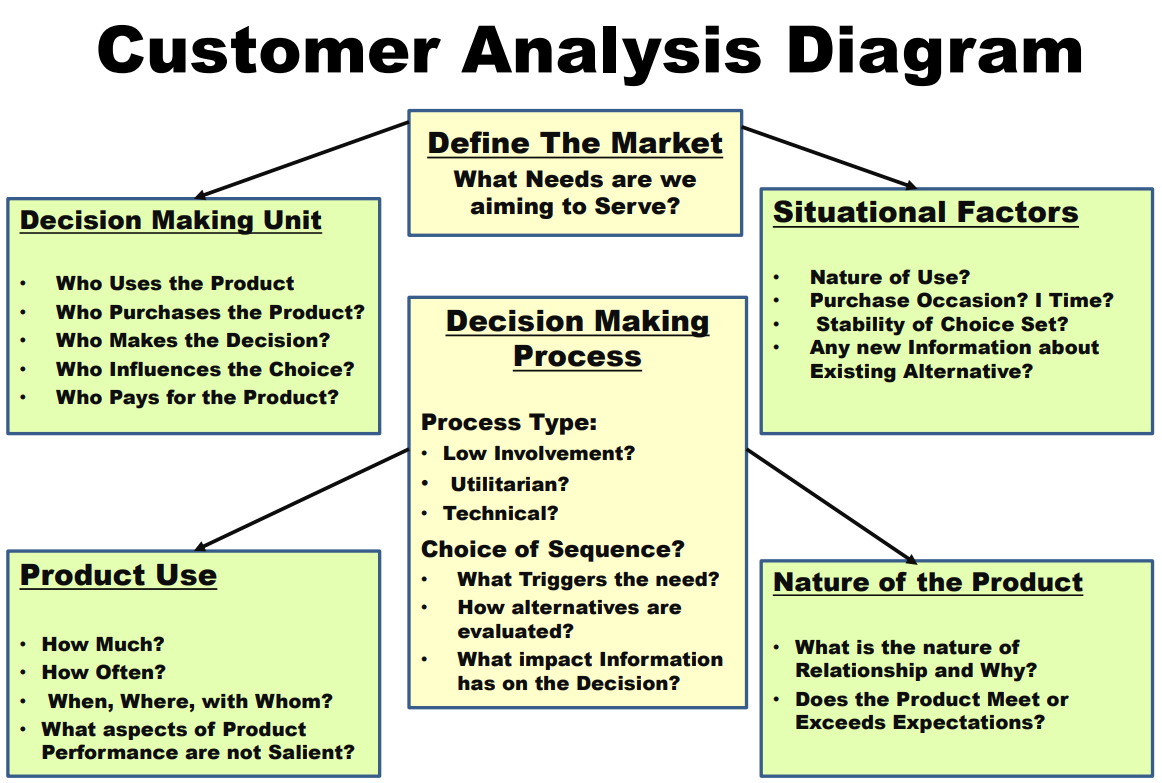 Customer Analysis Diagram
Define The Market
What Needs are we
aiming to Serve?
Decision Making Unit
• Who Uses the Product
• Who Purchases the Product?
• Who Makes the Decision?
• Who Influences the Choice?
• Who Pays for the Product?
Situational Factors
• Nature of Use?
• Purchase Occasion? I Time?
• Stability of Choice Set?
• Any new Information about
Existing Alternative?
Decision Making
Process
Process Type:
• Low Involvement?
• Utilitarian?
• Technical?
Choice of Sequence?
• What Triggers the need?
• How alternatives are
evaluated?
• What impact Information
has on the Decision?
Product Use
• How Much?
• How Often?
• When, Where, with Whom?
• What aspects of Product
Performance are not Salient?
Nature of the Product
• What is the nature of
Relationship and Why?
• Does the Product Meet or
Exceeds Expectations?